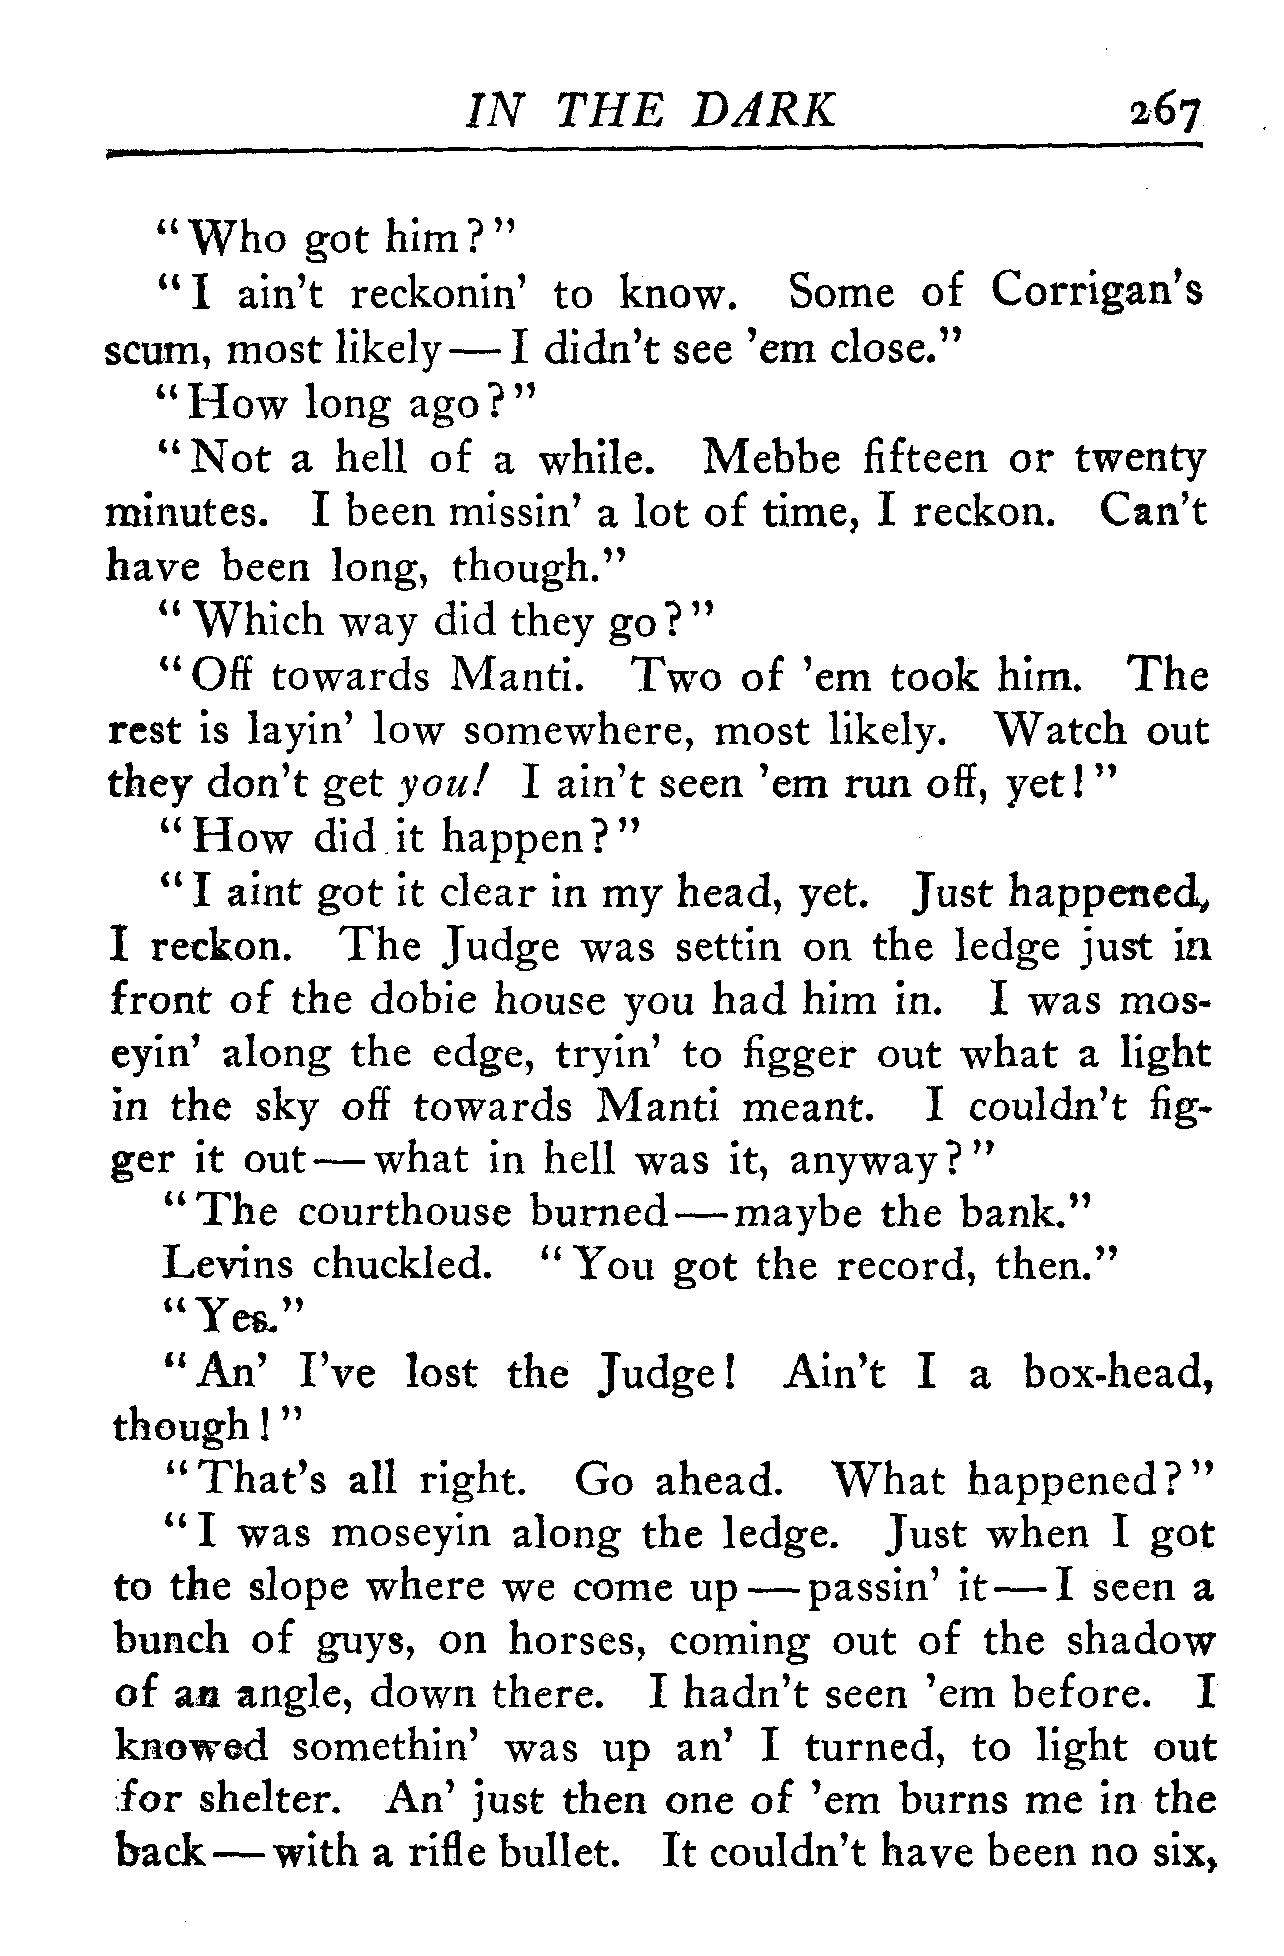 IN THE DARK 267
"Who got him?"
"I ain't reckonin' to know. Some of Corrigan's
scum, most likely—I didn't see 'em close."
"How long ago?"
"Not a hell of a while. Mebbe fifteen or twenty
minutes. I been missin' a lot of time, I reckon. Can't
have been long, though."
"Which way did they go?"
"Off towards Manti. Two of 'em took him. The
rest is layin' low somewhere, most likely. Watch out
they don't get you! I ain't seen 'em run off, yet!"
"How did it happen?"
"I aint got it clear in my head, yet. Just happened,
I reckon. The Judge was settin on the ledge just in
front of the dobie house you had him in. I was mos-
eyin' along the edge, tryin' to figger out what a light
in the sky off towards Manti meant. I couldn't fig-
ger it out—what in hell was it, anyway?"
"The courthouse burned—maybe the bank."
Levins chuckled. "You got the record, then."
"Yes."
"An' I've lost the Judge! Ain't I a box-head,
though!"
"That's all right. Go ahead. What happened?"
"I was moseyin along the ledge. Just when I got
to the slope where we come up—passin' it—I seen a
bunch of guys, on horses, coming out of the shadow
of an angle, down there. I hadn't seen 'em before. I
knowed somethin' was up an' I turned, to light out
for shelter. An' just then one of 'em burns me in the
back—with a rifle bullet. It couldn't have been no six,